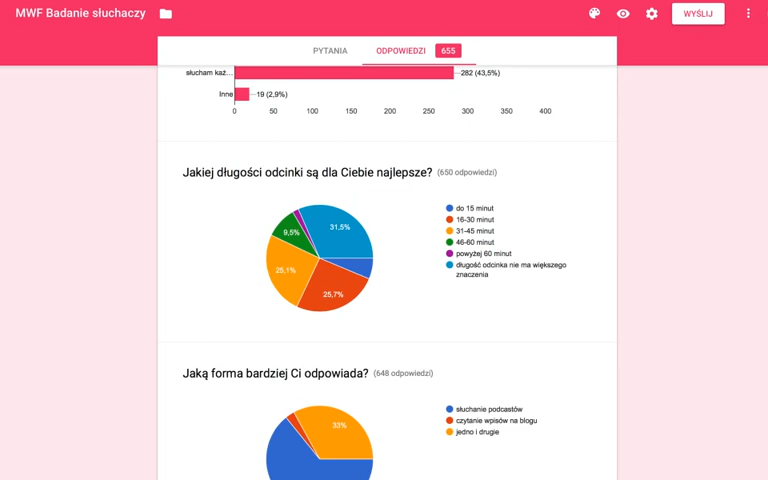 MWF Badanie słuchaczy
WYŚLIJ
PYTANIA
ODPOWIEDZI
655
słucham każ...
282 (43,5%)
Inne
19 (2,9%)
0 50 100 150 200 250 300 350 400
Jakiej długości odcinki są dla Ciebie najlepsze? (650 odpowiedzi)
31,5%
9,5%
25,1%
25,7%
do 15 minut
16-30 minut
31-45 minut
46-60 minut
powyżej 60 minut
długość odcinka nie ma większego
znaczenia
Jaką forma bardziej Ci odpowiada? (648 odpowiedzi)
33%
słuchanie podcastów
czytanie wpisów na blogu
jedno i drugie